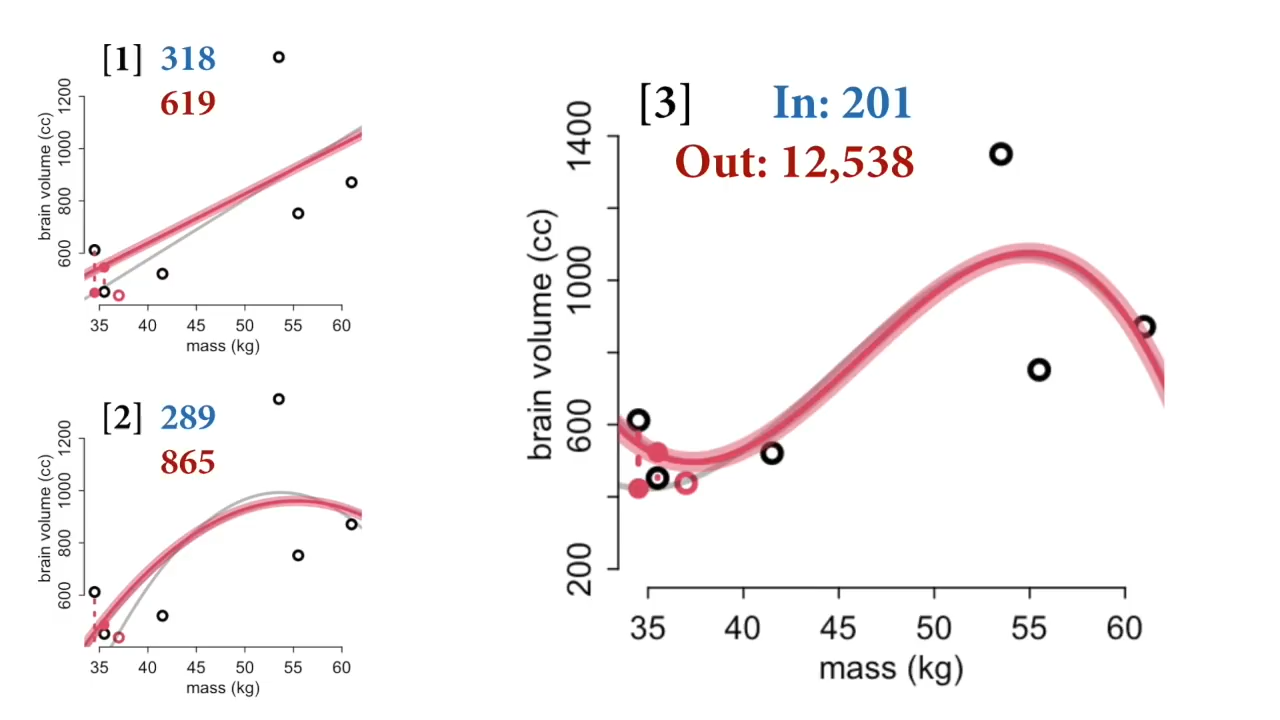 [1] 318
619
brain volume (cc)
1200
1000
800
600
35 40 45 50 55 60
mass (kg)
[2] 289
865
brain volume (cc)
1200
1000
800
600
35 40 45 50 55 60
mass (kg)
[3] In: 201
Out: 12,538
brain volume (cc)
1400
1000
600
200
35 40 45 50 55 60
mass (kg)